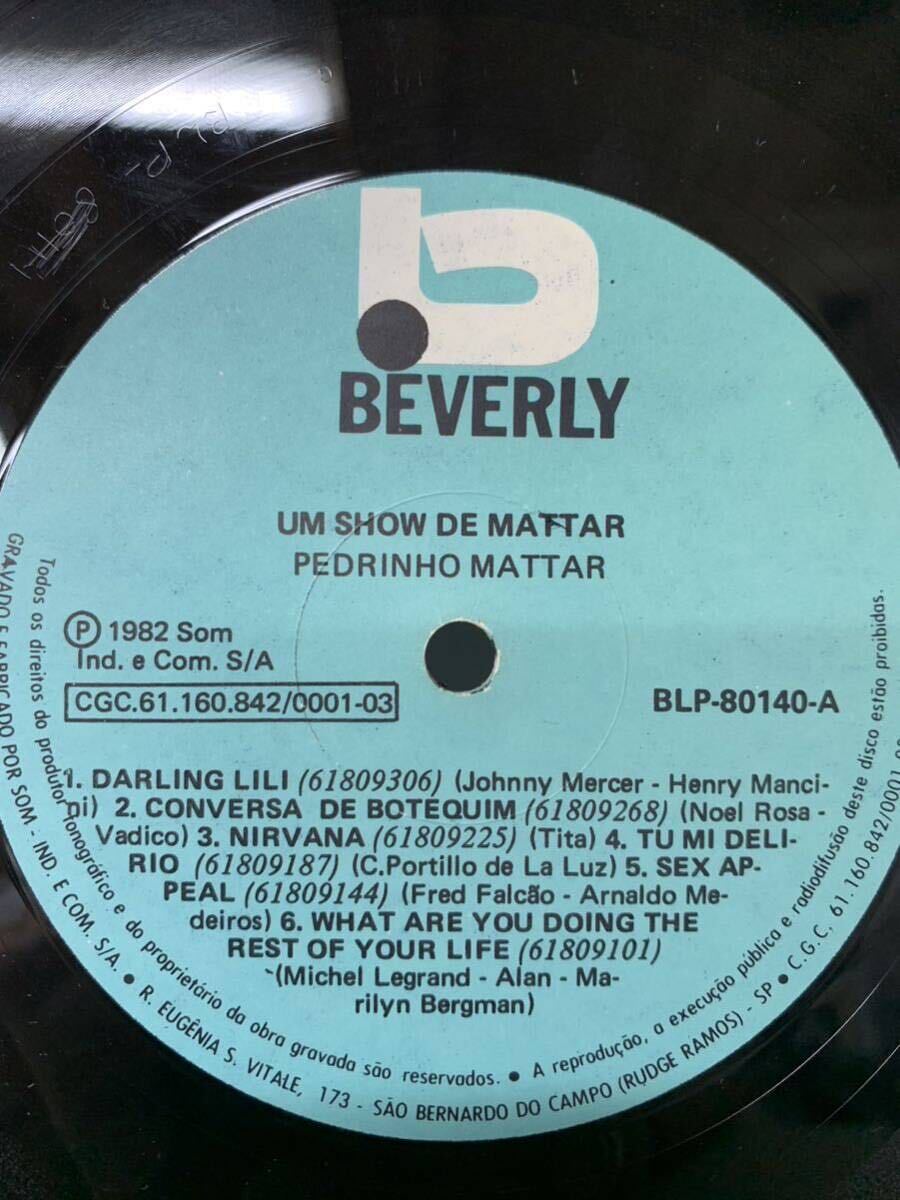 b
BEVERLY
UM SHOW DE MATTAR
PEDRINHO MATTAR
Ⓟ 1982 Som
Ind. e Com. S/A
CGC.61.160.842/0001-03
BLP-80140-A
1. DARLING LILI (61809306) (Johnny Mercer - Henry Manci-
ni) 2. CONVERSA DE BOTEQUIM (61809268) (Noel Rosa -
Vadico) 3. NIRVANA (61809225) (Tita) 4. TU MI DELI-
RIO (61809187) (C.Portillo de La Luz) 5. SEX AP-
PEAL (61809144) (Fred Falcão - Arnaldo Me-
deiros) 6. WHAT ARE YOU DOING THE
REST OF YOUR LIFE (61809101)
(Michel Legrand - Alan - Ma-
rilyn Bergman)
Todos os direitos do produtor fonográfico e do proprietário da obra gravada são reservados. • A reprodução, a execução pública e radiodifusão deste disco estão proibidas.
GRAVADO E FABRICADO POR SOM - IND. E COM. S/A. • R. EUGÊNIA S. VITALE, 173 - SÃO BERNARDO DO CAMPO (RUDGE RAMOS) - SP • C.G.C. 61.160.842/0001